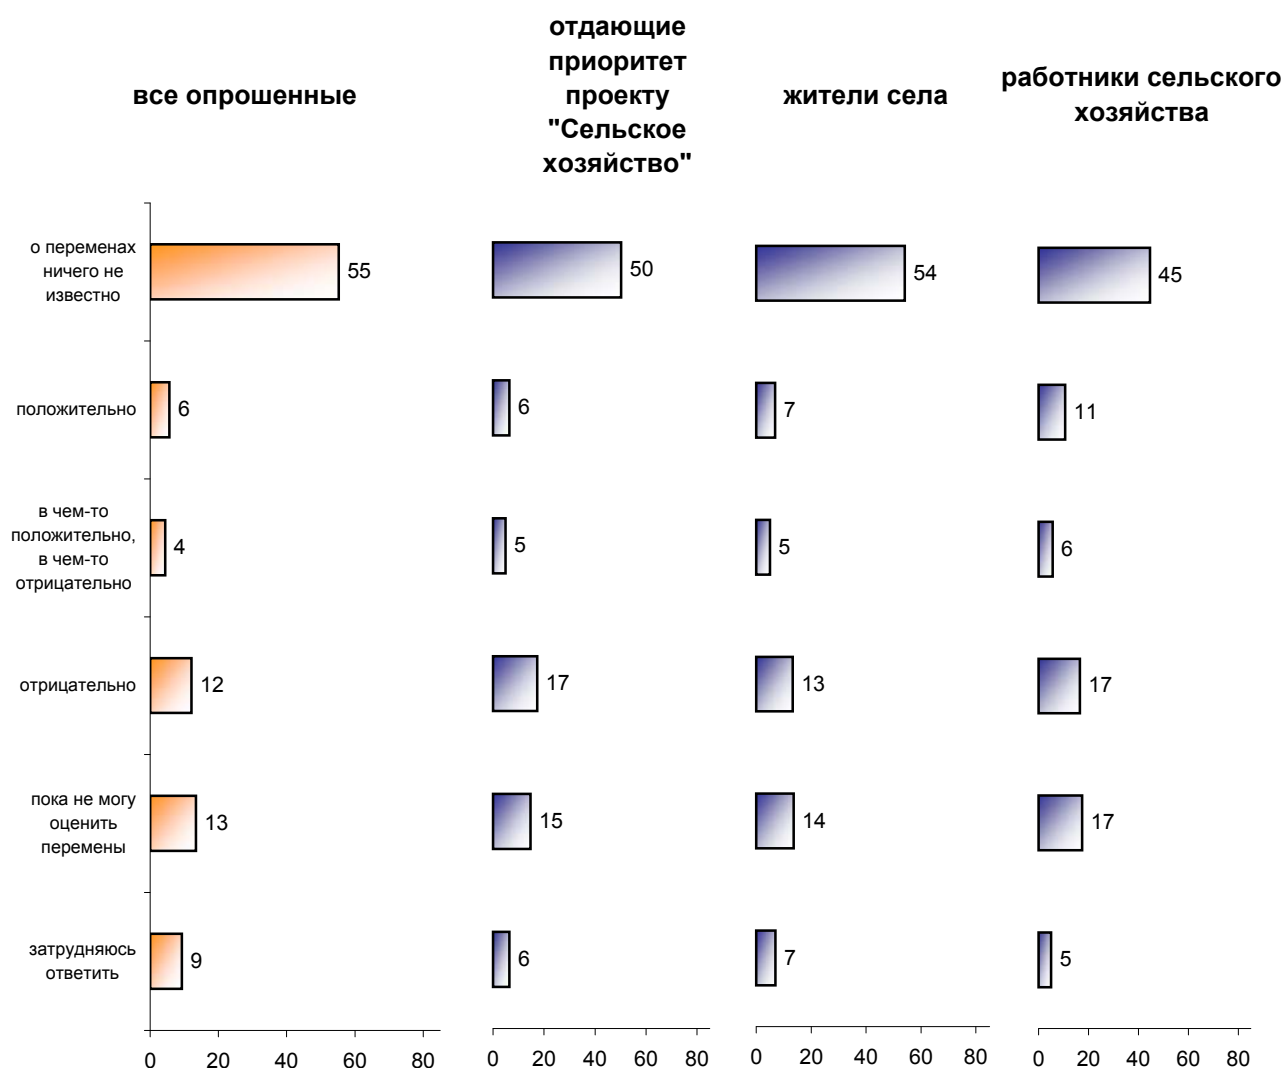 все опрошенные
отдающие
приоритет
проекту
"Сельское
хозяйство"
жители села
работники сельского
хозяйства
о переменах
ничего не
известно
55
50
54
45
положительно
6
6
7
11
в чем-то
положительно,
в чем-то
отрицательно
4
5
5
6
отрицательно
12
17
13
17
пока не могу
оценить
перемены
13
15
14
17
затрудняюсь
ответить
9
6
7
5
0 20 40 60 80
0 20 40 60 80
0 20 40 60 80
0 20 40 60 80